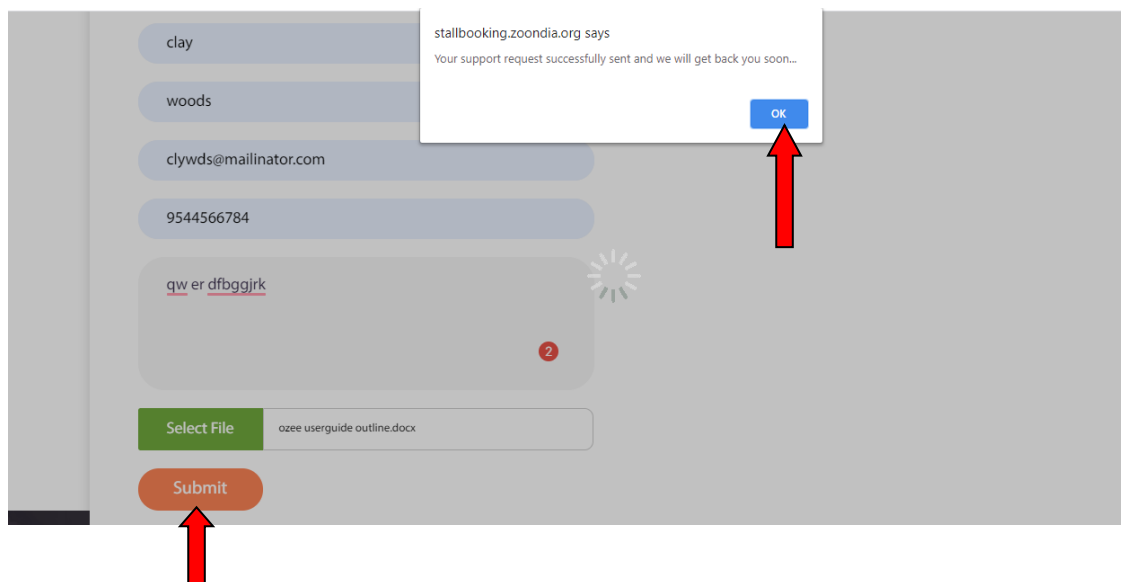 clay
stallbooking.zoondia.org says
Your support request successfully sent and we will get back you soon...
woods
OK
clywds@mailinator.com
9544566784
qw er dfbggjrk
2
Select File ozee userguide outline.docx
Submit